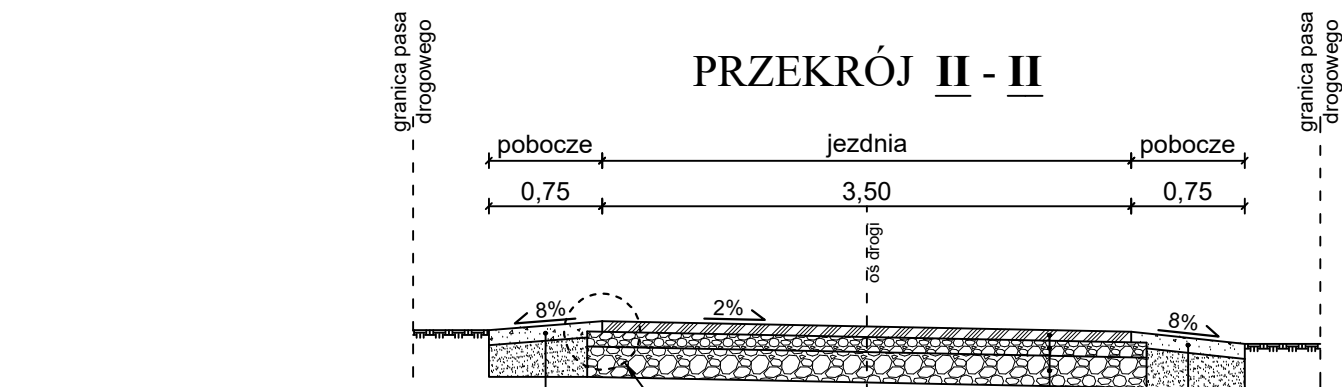 granica pasa
drogowego
PRZEKRÓJ II - II
granica pasa
drogowego
pobocze
jezdnia
pobocze
0,75
3,50
0,75
oś drogi
8%
2%
8%